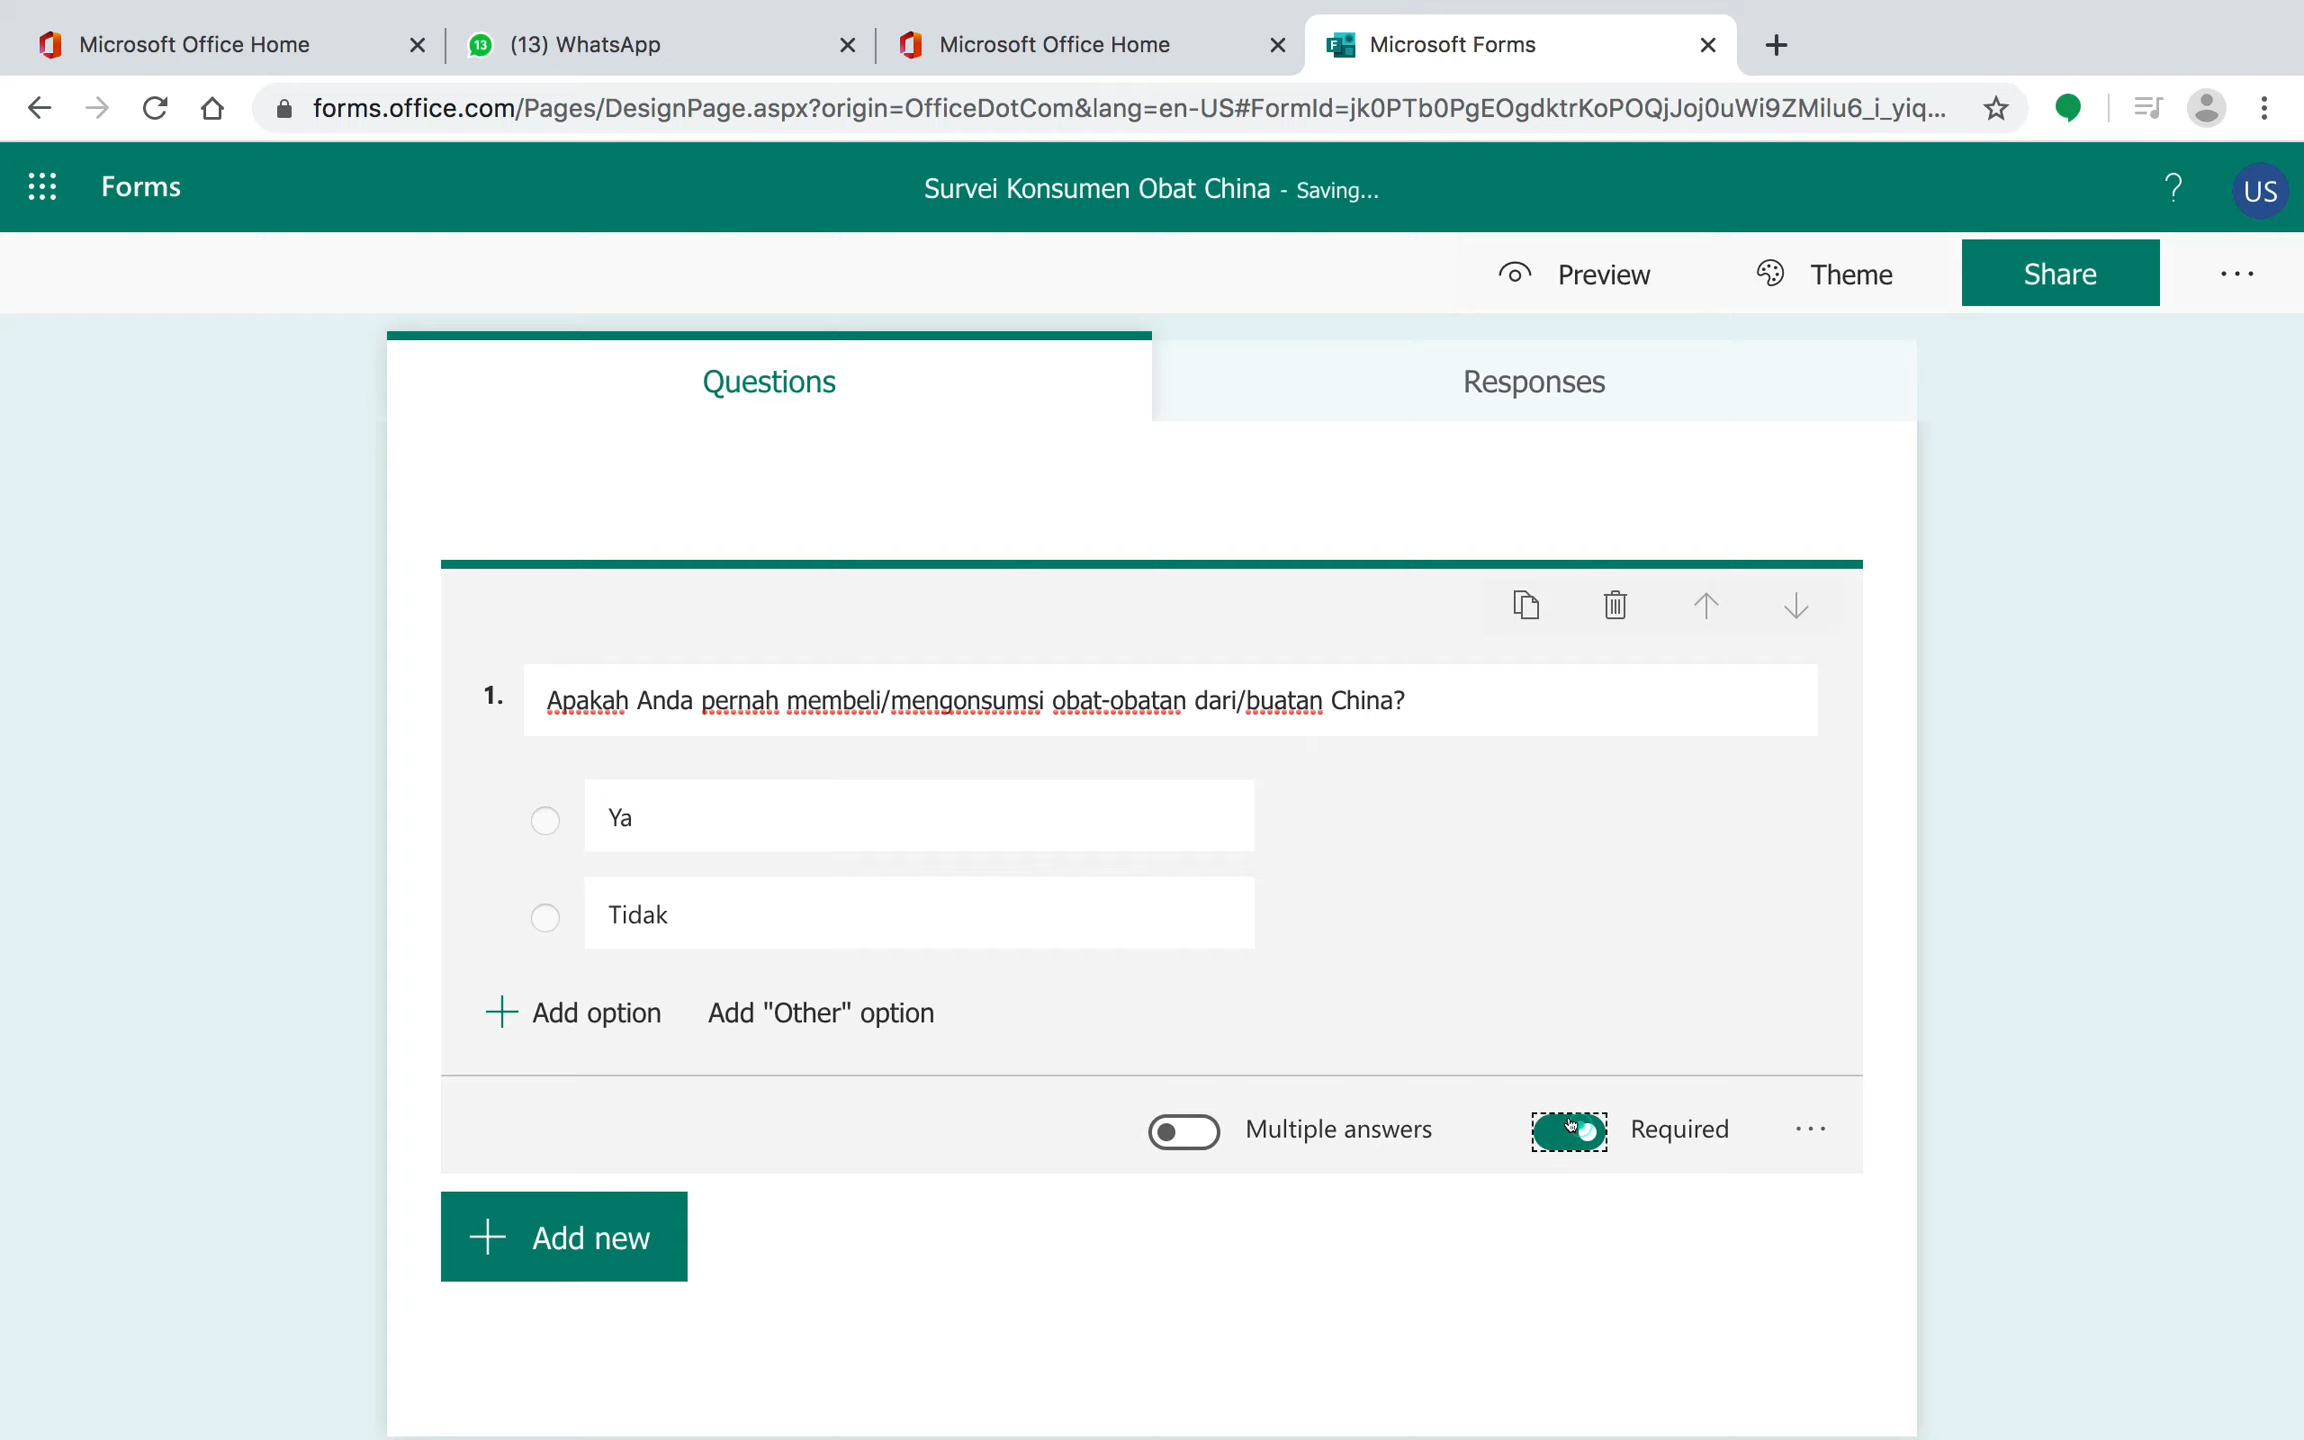 Microsoft Office Home
13 (13) WhatsApp
Microsoft Office Home
F Microsoft Forms
forms.office.com/Pages/DesignPage.aspx?origin=OfficeDotCom&lang=en-US#FormId=jk0PTb0PgEOgdktrKoPOQjJoj0uWi9ZMilu6_i_yiq...
Forms
Survei Konsumen Obat China - Saving...
? US
Preview
Theme
Share
Questions
Responses
1. Apakah Anda pernah membeli/mengonsumsi obat-obatan dari/buatan China?
Ya
Tidak
Add option
Add "Other" option
Multiple answers
Required
Add new